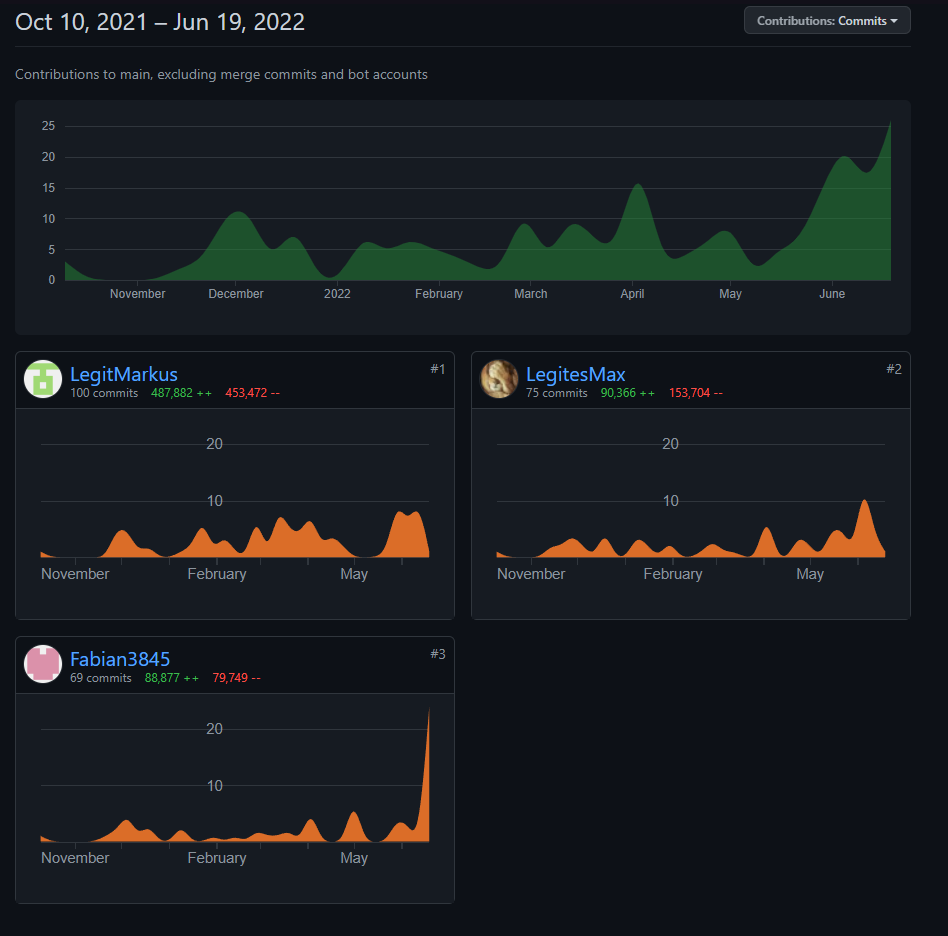 Oct 10, 2021 – Jun 19, 2022
Contributions: Commits
Contributions to main, excluding merge commits and bot accounts
25
20
15
10
5
0
November December 2022 February March April May June
LegitMarkus #1
100 commits 487,882 ++ 453,472 --
20
10
November February May
LegitesMax #2
75 commits 90,366 ++ 153,704 --
20
10
November February May
Fabian3845 #3
69 commits 88,877 ++ 79,749 --
20
10
November February May